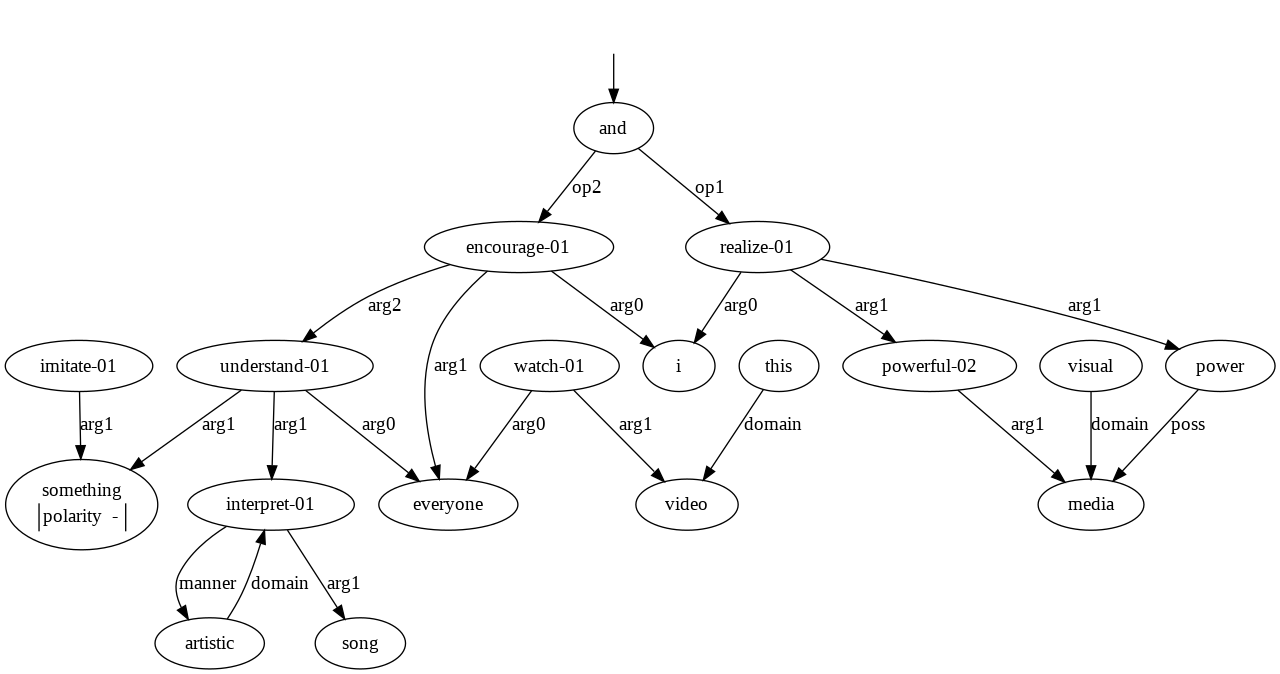 and
op2
op1
encourage-01
realize-01
arg2
arg0
arg0
arg1
arg1
imitate-01
understand-01
arg1
watch-01
i
this
powerful-02
visual
power
arg1
arg1
arg1
arg0
arg0
arg1
domain
arg1
domain
poss
something
polarity -
interpret-01
everyone
video
media
manner
domain
arg1
artistic
song